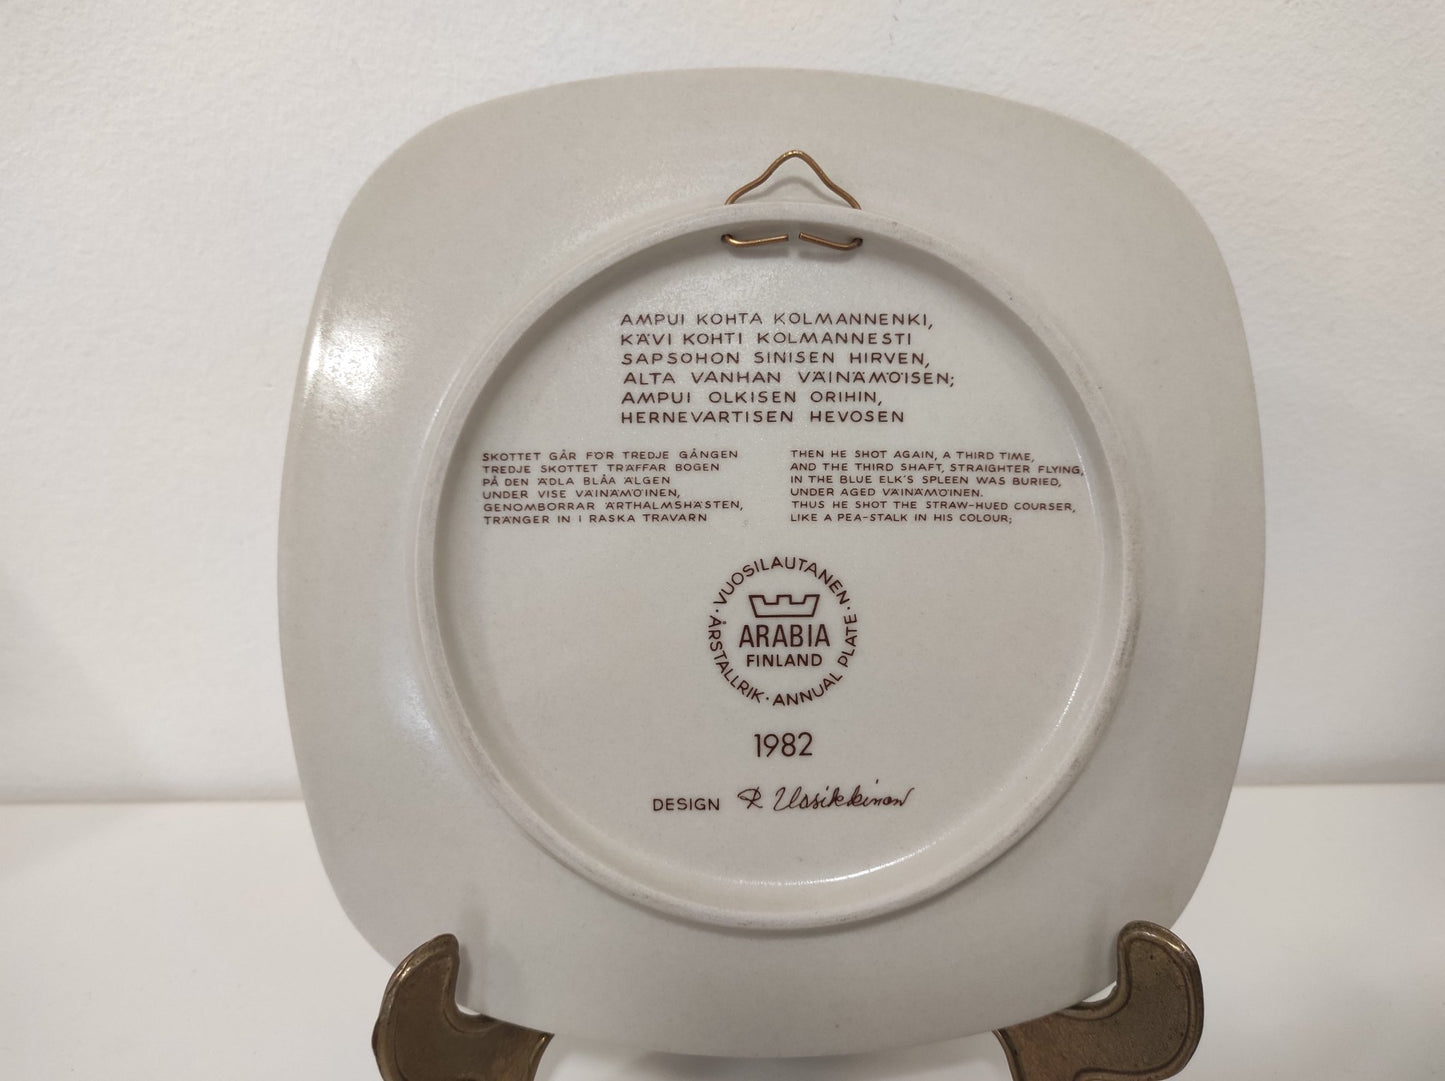 AMPUI KOHTA KOLMANNENKI,
KÄVI KOHTI KOLMANNESTI
SAPSOHON SINISEN HIRVEN,
ALTA VANHAN VÄINÄMÖISEN;
AMPUI OLKISEN ORIHIN,
HERNEVARTISEN HEVOSEN
SKOTTET GÅR FÖR TREDJE GÅNGEN
TREDJE SKOTTET TRÄFFAR BOGEN
PÅ DEN ÄDLA BLÅA ÄLGEN
UNDER VISE VÄINÄMÖINEN,
GENOMBORRAR ÄRTHALMSHÄSTEN,
TRÄNGER IN I RASKA TRAVARN
THEN HE SHOT AGAIN, A THIRD TIME,
AND THE THIRD SHAFT, STRAIGHTER FLYING,
IN THE BLUE ELK'S SPLEEN WAS BURIED,
UNDER AGED VÄINÄMÖINEN.
THUS HE SHOT THE STRAW-HUED COURSER,
LIKE A PEA-STALK IN HIS COLOUR;
VUOSILAUTANEN · ANNUAL PLATE · ÅRSTALLRIK ·
ARABIA
FINLAND
1982
DESIGN R Uosikkinen